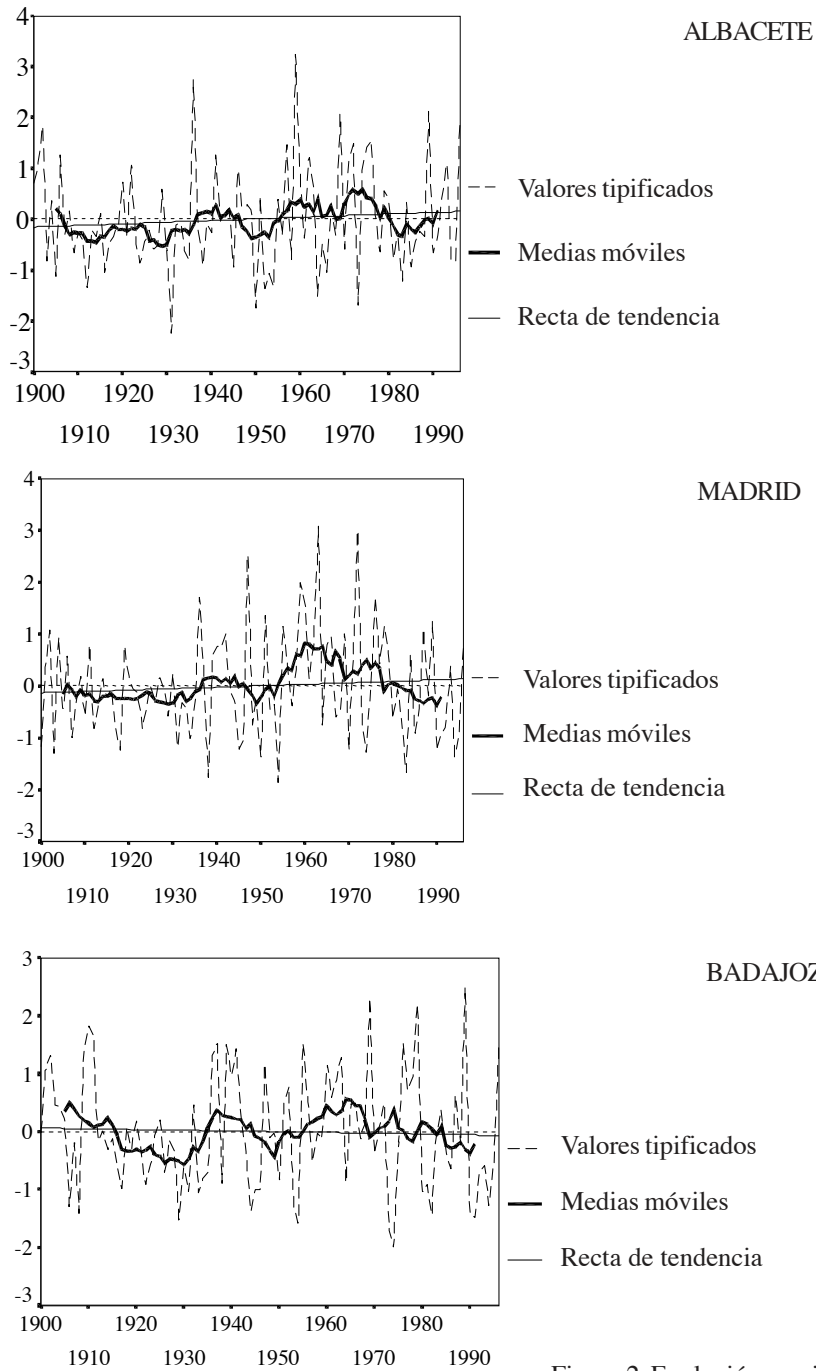 ALBACETE
4
3
2
1
0
-1
-2
-3
1900 1920 1940 1960 1980
1910 1930 1950 1970 1990
Valores tipificados
Medias móviles
Recta de tendencia
MADRID
4
3
2
1
0
-1
-2
-3
1900 1920 1940 1960 1980
1910 1930 1950 1970 1990
Valores tipificados
Medias móviles
Recta de tendencia
BADAJOZ
3
2
1
0
-1
-2
-3
1900 1920 1940 1960 1980
1910 1930 1950 1970 1990
Valores tipificados
Medias móviles
Recta de tendencia